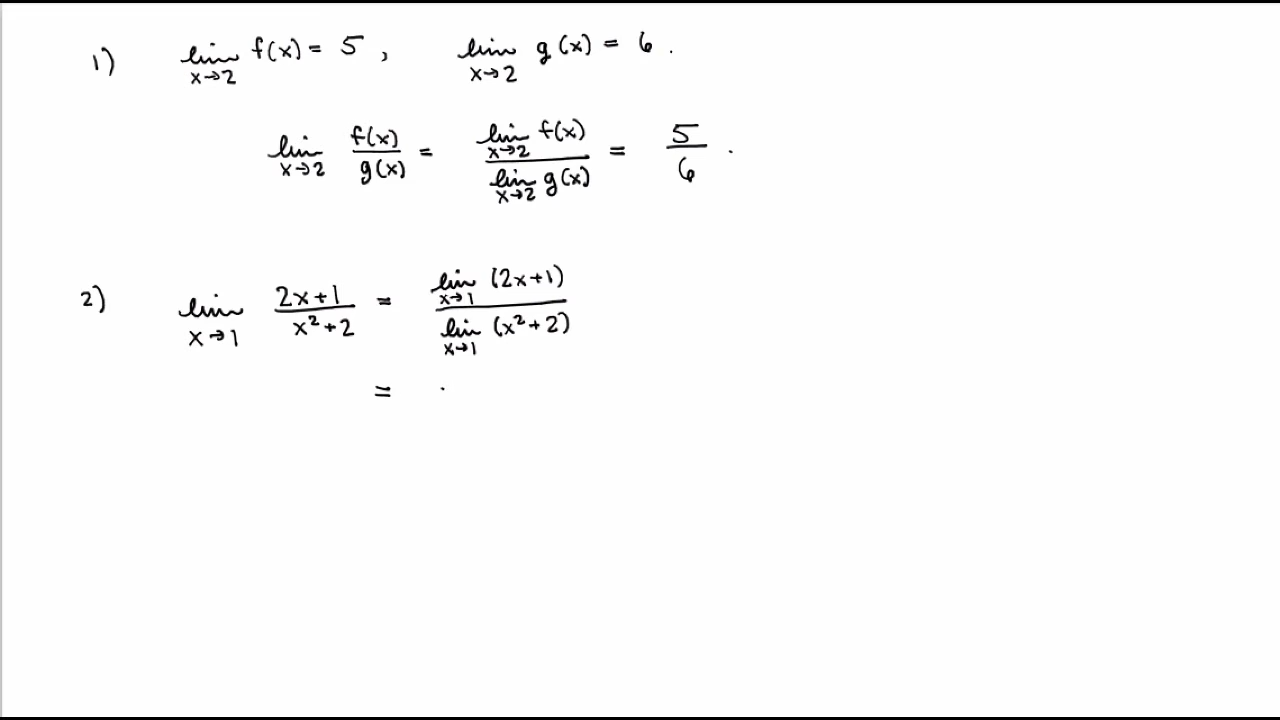 1) lim x→2 f(x) = 5 , lim x→2 g(x) = 6 .
lim x→2 f(x)/g(x) = lim x→2 f(x) / lim x→2 g(x) = 5/6 .
2) lim x→1 2x+1/x²+2 = lim x→1 (2x+1) / lim x→1 (x²+2)
=